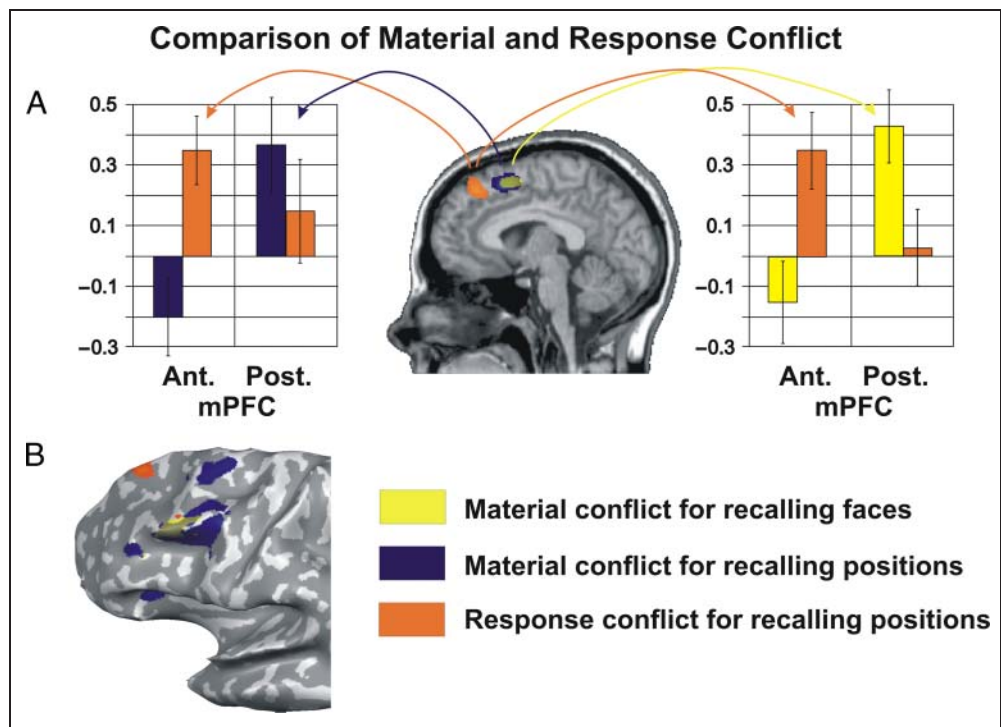 Comparison of Material and Response Conflict
A
0.5
0.3
0.1
–0.1
–0.3
Ant. Post.
mPFC
0.5
0.3
0.1
–0.1
–0.3
Ant. Post.
mPFC
B
Material conflict for recalling faces
Material conflict for recalling positions
Response conflict for recalling positions